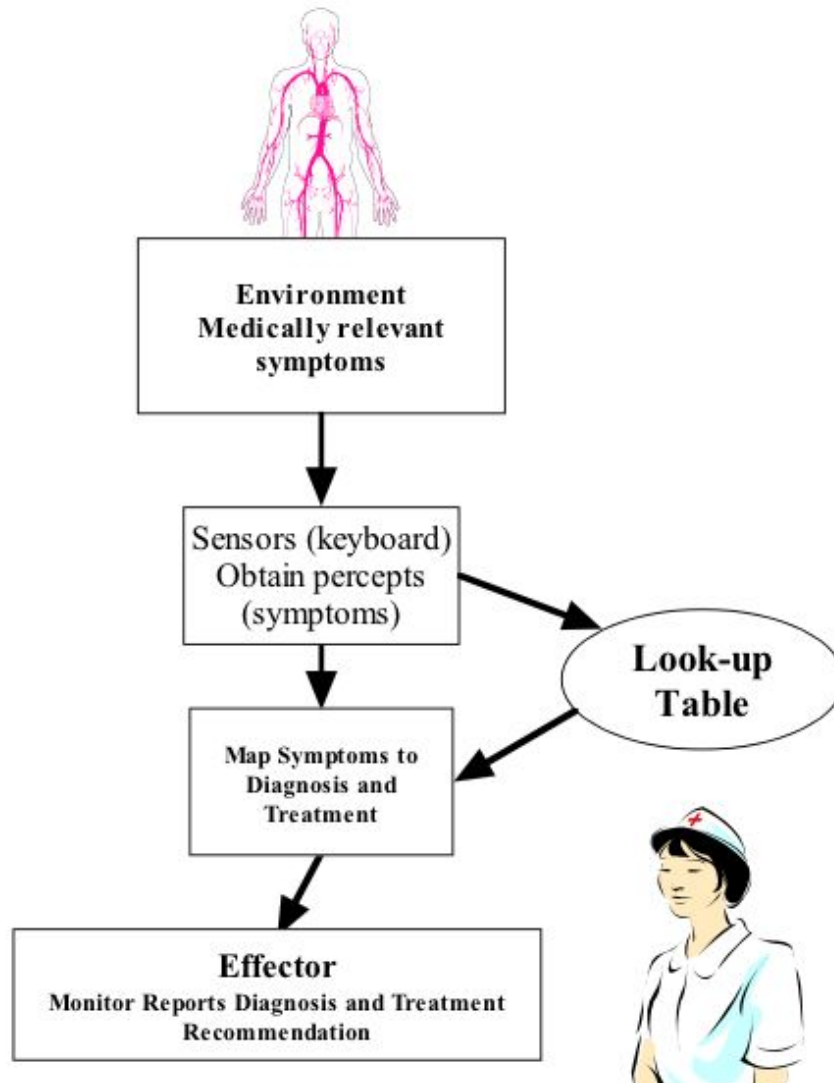 Environment
Medically relevant
symptoms
Sensors (keyboard)
Obtain percepts
(symptoms)
Look-up
Table
Map Symptoms to
Diagnosis and
Treatment
Effector
Monitor Reports Diagnosis and Treatment
Recommendation